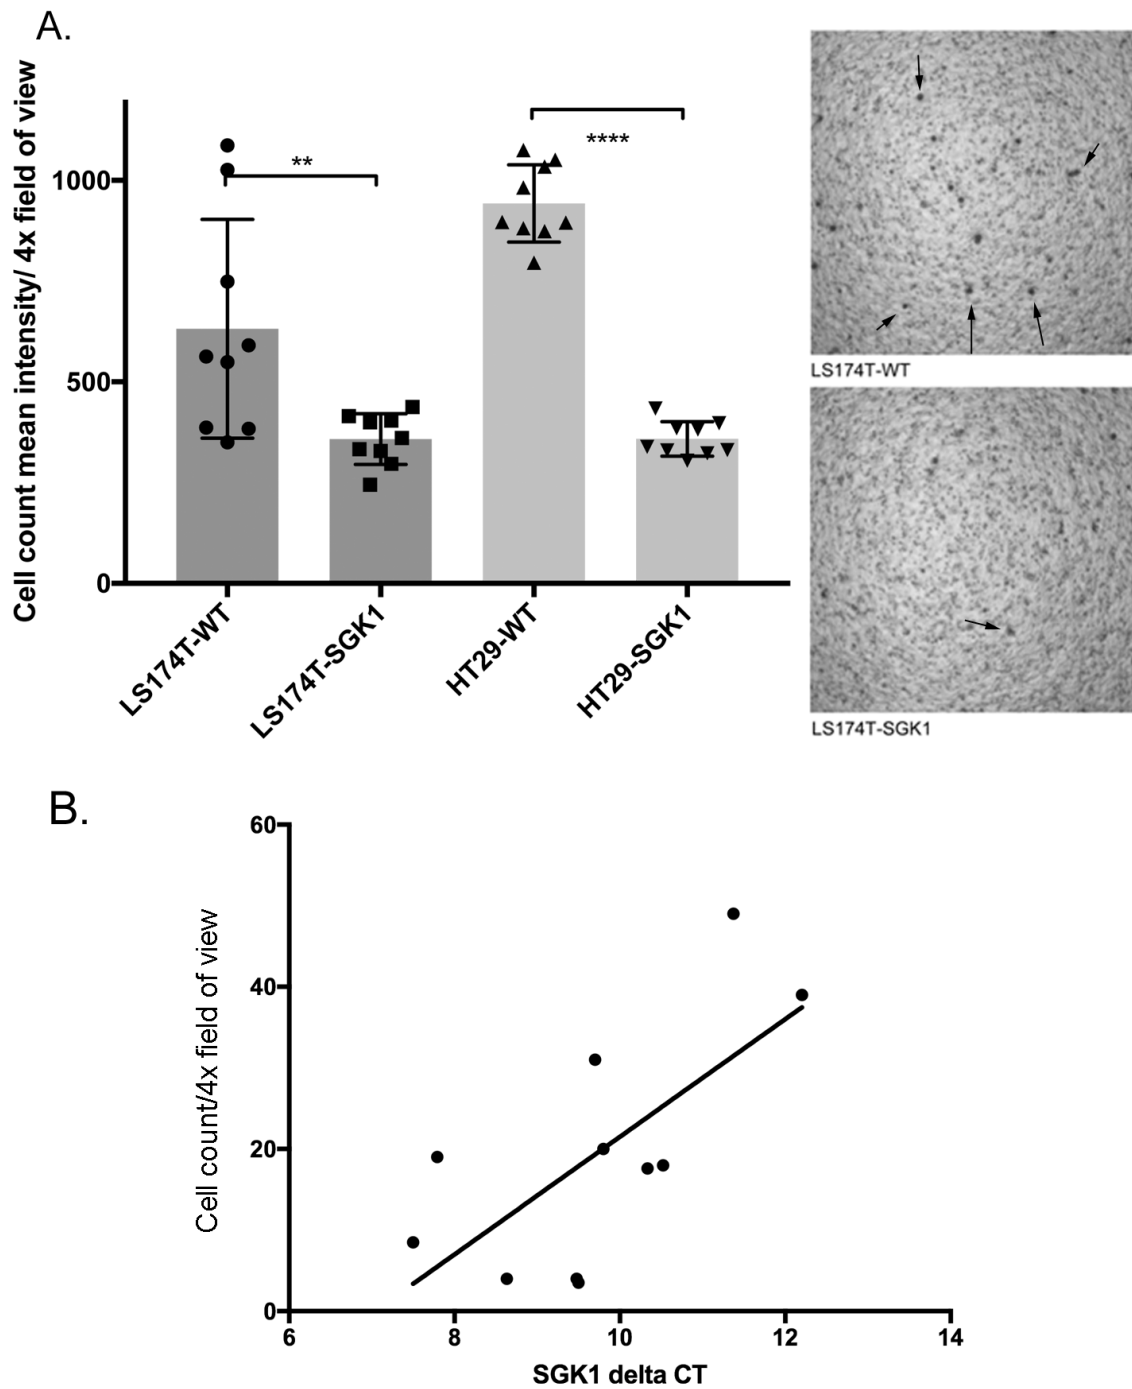 A.
Cell count mean intensity/ 4x field of view
1000
500
0
**
****
LS174T-WT
LS174T-SGK1
HT29-WT
HT29-SGK1
LS174T-WT
LS174T-SGK1
B.
Cell count/4x field of view
60
40
20
0
6 8 10 12 14
SGK1 delta CT